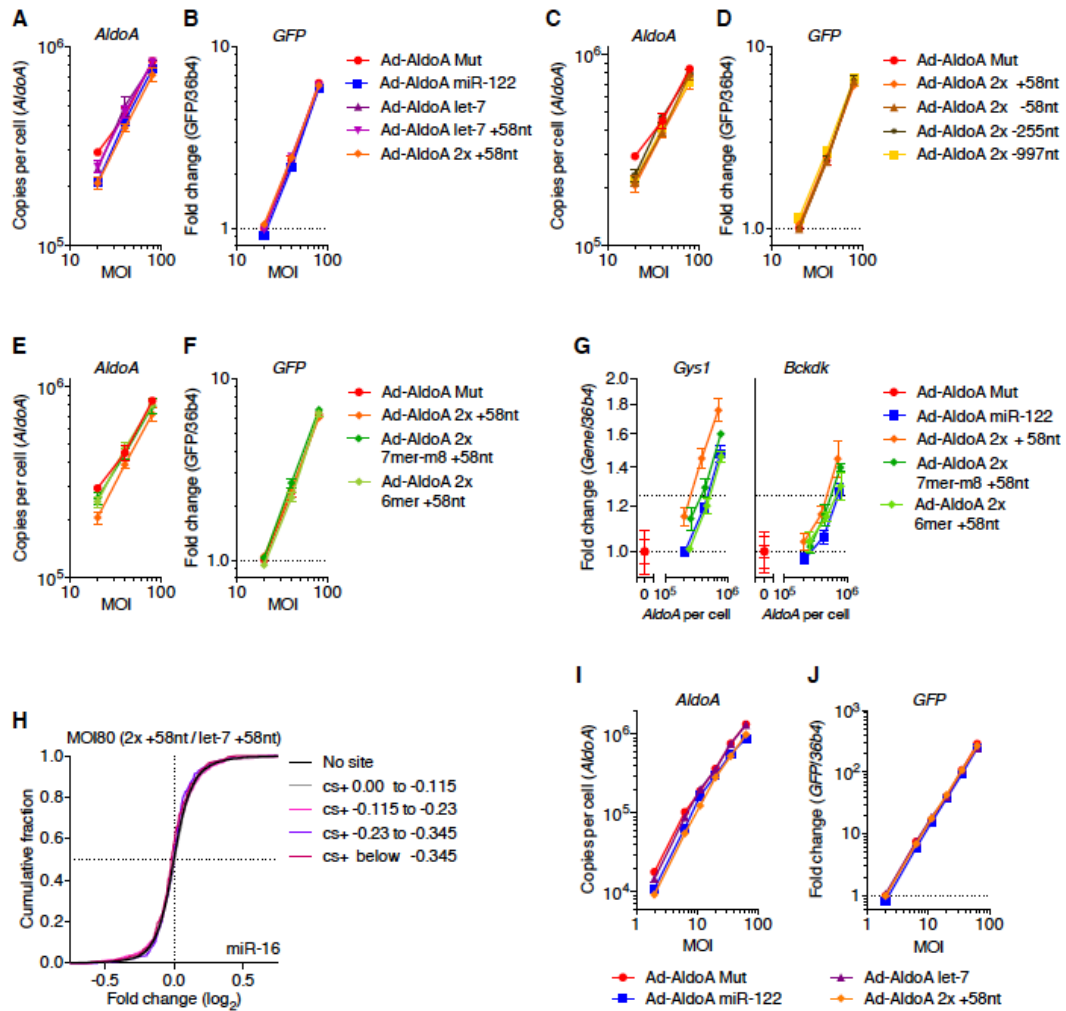 A
AldoA
Copies per cell (AldoA)
10⁶
10⁵
10
100
MOI
B
GFP
Fold change (GFP/36b4)
10
1
10
100
MOI
Ad-AldoA Mut
Ad-AldoA miR-122
Ad-AldoA let-7
Ad-AldoA let-7 +58nt
Ad-AldoA 2x +58nt
C
AldoA
Copies per cell (AldoA)
10⁶
10⁵
10
100
MOI
D
GFP
Fold change (GFP/36b4)
10
1.0
10
100
MOI
Ad-AldoA Mut
Ad-AldoA 2x +58nt
Ad-AldoA 2x -58nt
Ad-AldoA 2x -255nt
Ad-AldoA 2x -997nt
E
AldoA
Copies per cell (AldoA)
10⁶
10⁵
10
100
MOI
F
GFP
Fold change (GFP/36b4)
10
1.0
10
100
MOI
Ad-AldoA Mut
Ad-AldoA 2x +58nt
Ad-AldoA 2x
7mer-m8 +58nt
Ad-AldoA 2x
6mer +58nt
G
Gys1
Bckdk
Fold change (Gene/36b4)
2.0
1.8
1.6
1.4
1.2
1.0
0
10⁵
10⁶
0
10⁵
10⁶
AldoA per cell
AldoA per cell
Ad-AldoA Mut
Ad-AldoA miR-122
Ad-AldoA 2x +58nt
Ad-AldoA 2x
7mer-m8 +58nt
Ad-AldoA 2x
6mer +58nt
H
MOI80 (2x +58nt / let-7 +58nt)
Cumulative fraction
1.0
0.8
0.6
0.4
0.2
0.0
-0.5
0.0
0.5
Fold change (log₂)
miR-16
No site
cs+ 0.00 to -0.115
cs+ -0.115 to -0.23
cs+ -0.23 to -0.345
cs+ below -0.345
I
AldoA
Copies per cell (AldoA)
10⁶
10⁵
10⁴
1
10
100
MOI
J
GFP
Fold change (GFP/36b4)
10³
10²
10
1
1
10
100
MOI
Ad-AldoA Mut
Ad-AldoA let-7
Ad-AldoA miR-122
Ad-AldoA 2x +58nt